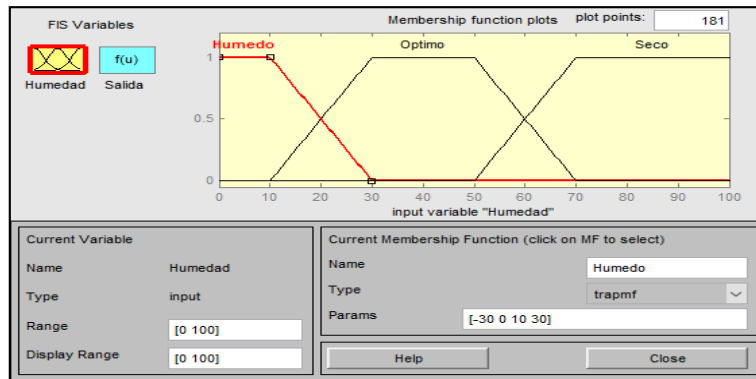 FIS Variables
Membership function plots
plot points: 181
f(u)
Humedad
Salida
Humedo
Optimo
Seco
1
0.5
0
0 10 20 30 40 50 60 70 80 90 100
input variable "Humedad"
Current Variable
Name Humedad
Type input
Range [0 100]
Display Range [0 100]
Current Membership Function (click on MF to select)
Name Humedo
Type trapmf
Params [-30 0 10 30]
Help
Close